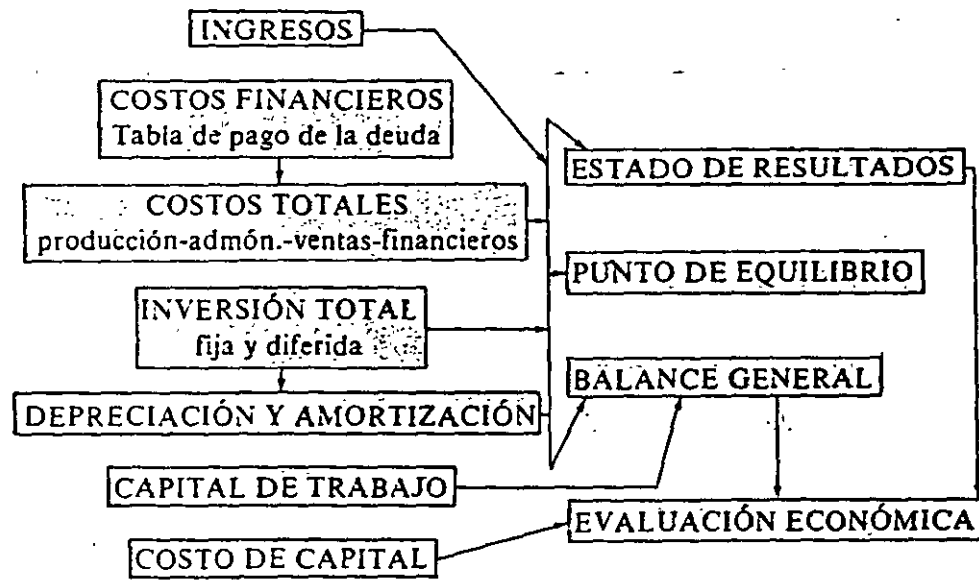 INGRESOS
COSTOS FINANCIEROS
Tabla de pago de la deuda
COSTOS TOTALES
producción-admón.-ventas-financieros
INVERSIÓN TOTAL
fija y diferida
DEPRECIACIÓN Y AMORTIZACIÓN
CAPITAL DE TRABAJO
COSTO DE CAPITAL
ESTADO DE RESULTADOS
PUNTO DE EQUILIBRIO
BALANCE GENERAL
EVALUACIÓN ECONÓMICA